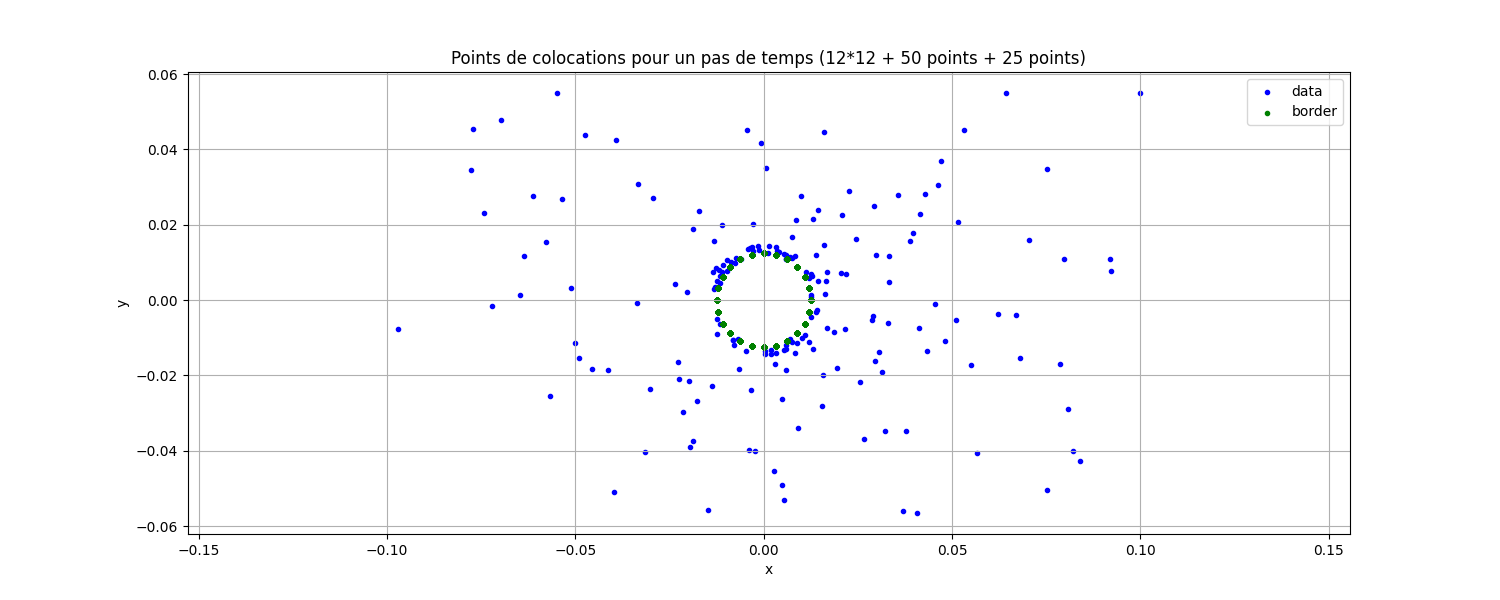 Points de colocations pour un pas de temps (12*12 + 50 points + 25 points)
data
border
0.06
0.04
0.02
0.00
−0.02
−0.04
−0.06
y
−0.15
−0.10
−0.05
0.00
0.05
0.10
0.15
x